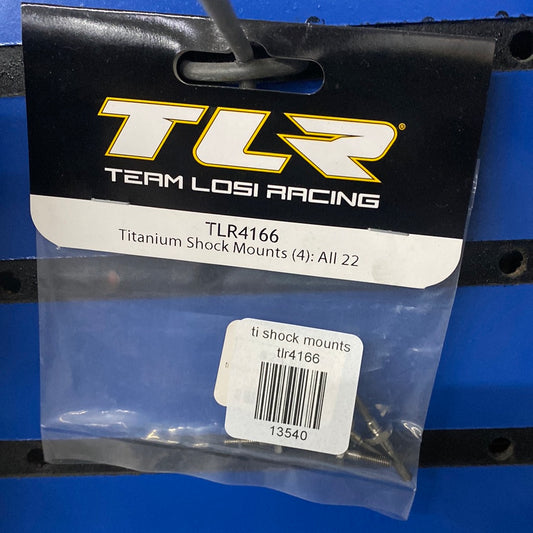 TLR®
TEAM LOSI RACING
TLR4166
Titanium Shock Mounts (4): All 22
ti shock mounts
tlr4166
13540